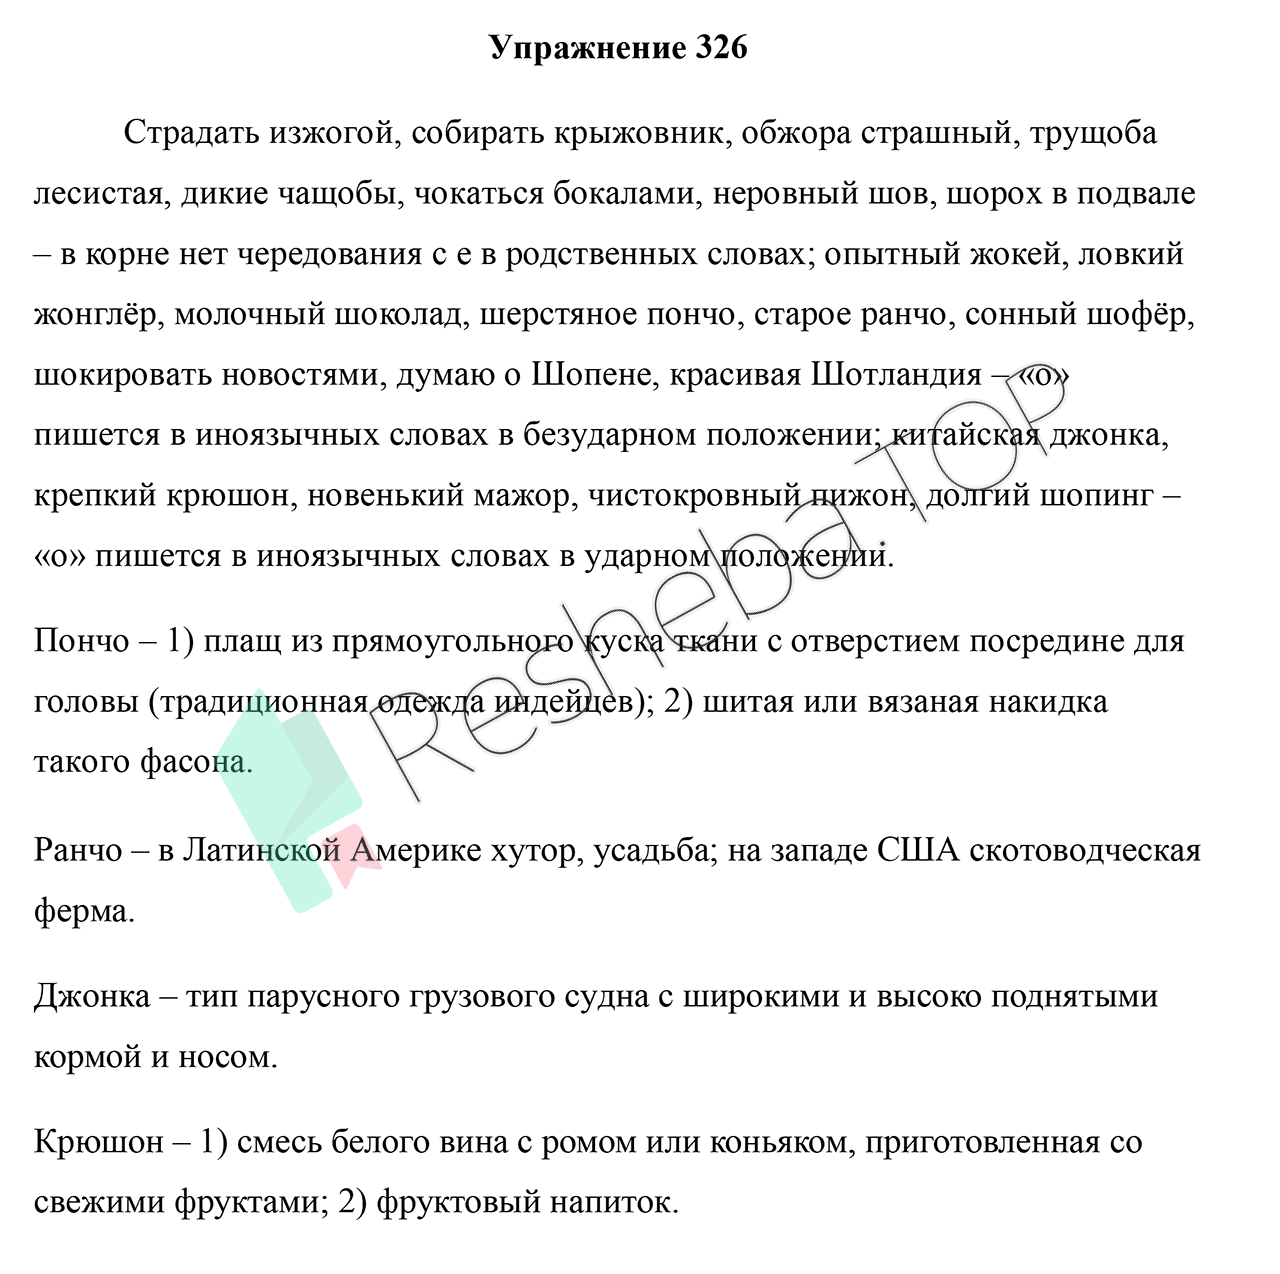 Упражнение 326
Страдать изжогой, собирать крыжовник, обжора страшный, трущоба
лесистая, дикие чащобы, чокаться бокалами, неровный шов, шорох в подвале
– в корне нет чередования с е в родственных словах; опытный жокей, ловкий
жонглёр, молочный шоколад, шерстяное пончо, старое ранчо, сонный шофёр,
шокировать новостями, думаю о Шопене, красивая Шотландия – «о»
пишется в иноязычных словах в безударном положении; китайская джонка,
крепкий крюшон, новенький мажор, чистокровный пижон, долгий шопинг –
«о» пишется в иноязычных словах в ударном положении.
Пончо – 1) плащ из прямоугольного куска ткани с отверстием посредине для
головы (традиционная одежда индейцев); 2) шитая или вязаная накидка
такого фасона.
Ранчо – в Латинской Америке хутор, усадьба; на западе США скотоводческая
ферма.
Джонка – тип парусного грузового судна с широкими и высоко поднятыми
кормой и носом.
Крюшон – 1) смесь белого вина с ромом или коньяком, приготовленная со
свежими фруктами; 2) фруктовый напиток.
Resheba.TOP